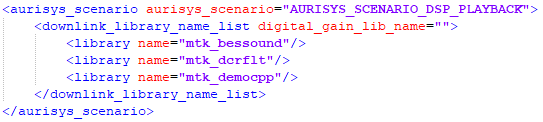 <aurisys_scenario aurisys_scenario="AURISYS_SCENARIO_DSP_PLAYBACK">
<downlink_library_name_list digital_gain_lib_name="">
<library name="mtk_bessound"/>
<library name="mtk_dcrflt"/>
<library name="mtk_democpp"/>
</downlink_library_name_list>
</aurisys_scenario>